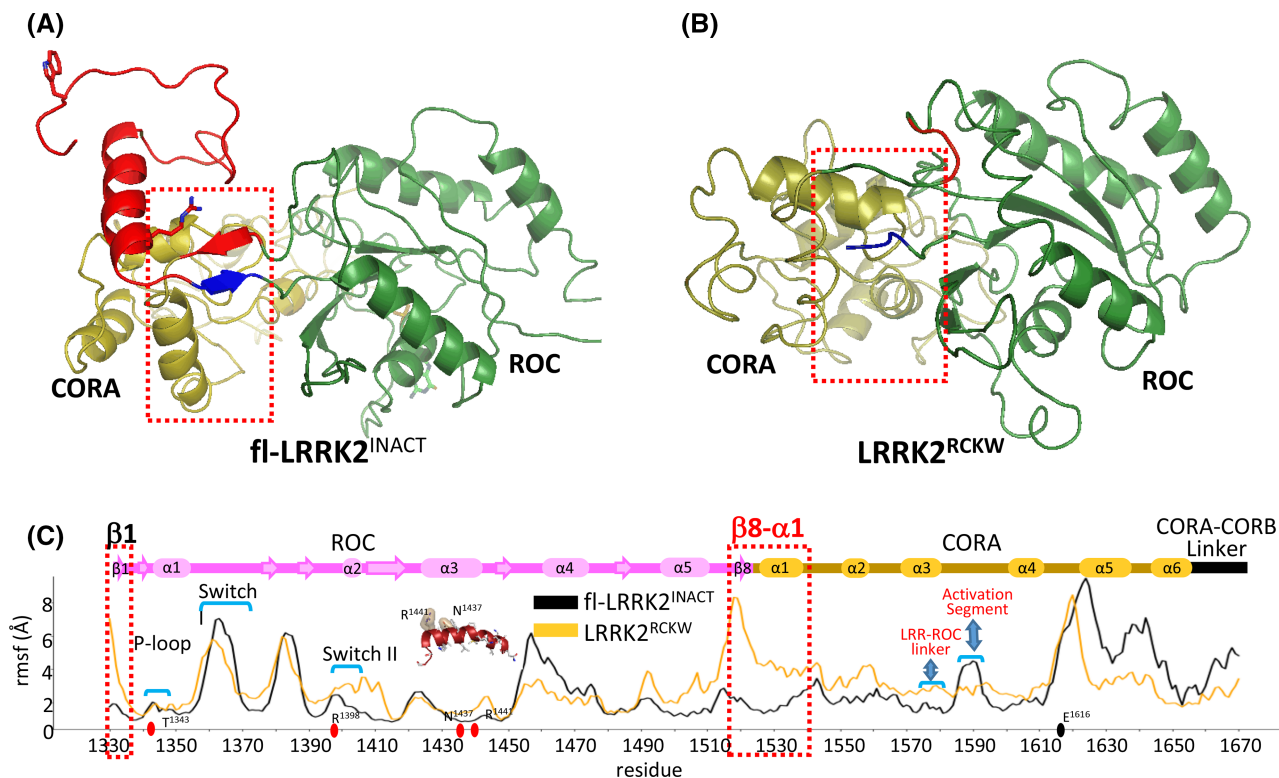 (A)
(B)
CORA
ROC
fl-LRRK2INACT
CORA
ROC
LRRK2RCKW
(C)
β1
ROC
β8-α1
CORA
CORA-CORB
Linker
β1
α1
α2
α3
α4
α5
β8
α1
α2
α3
α4
α5
α6
Switch
I
P-loop
Switch II
R1441
N1437
fl-LRRK2INACT
LRRK2RCKW
Activation
Segment
LRR-ROC
linker
rmsf (Å)
8
6
4
2
0
T1343
R1398
N1437
R1441
E1616
1330
1350
1370
1390
1410
1430
1450
1470
1490
1510
1530
1550
1570
1590
1610
1630
1650
1670
residue